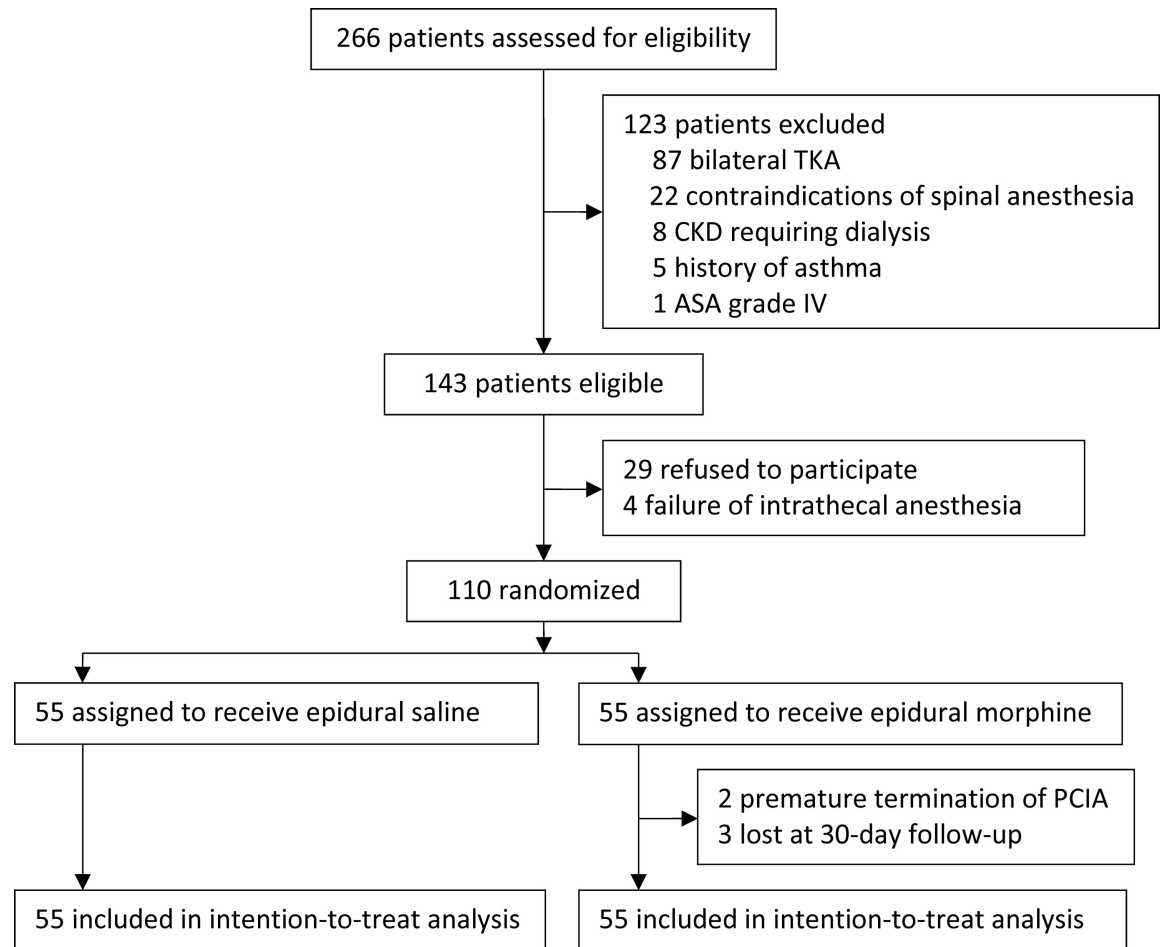 266 patients assessed for eligibility
123 patients excluded
87 bilateral TKA
22 contraindications of spinal anesthesia
8 CKD requiring dialysis
5 history of asthma
1 ASA grade IV
143 patients eligible
29 refused to participate
4 failure of intrathecal anesthesia
110 randomized
55 assigned to receive epidural saline
55 assigned to receive epidural morphine
2 premature termination of PCIA
3 lost at 30-day follow-up
55 included in intention-to-treat analysis
55 included in intention-to-treat analysis